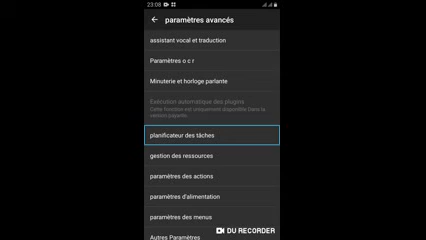 23:08
paramètres avancés
assistant vocal et traduction
Paramètres o c r
Minuterie et horloge parlante
Exécution automatique des plugins
Cette fonction est uniquement disponible Dans la
version payante.
planificateur des tâches
gestion des ressources
paramètres des actions
paramètres d'alimentation
paramètres des menus
Autres Paramètres
DU RECORDER